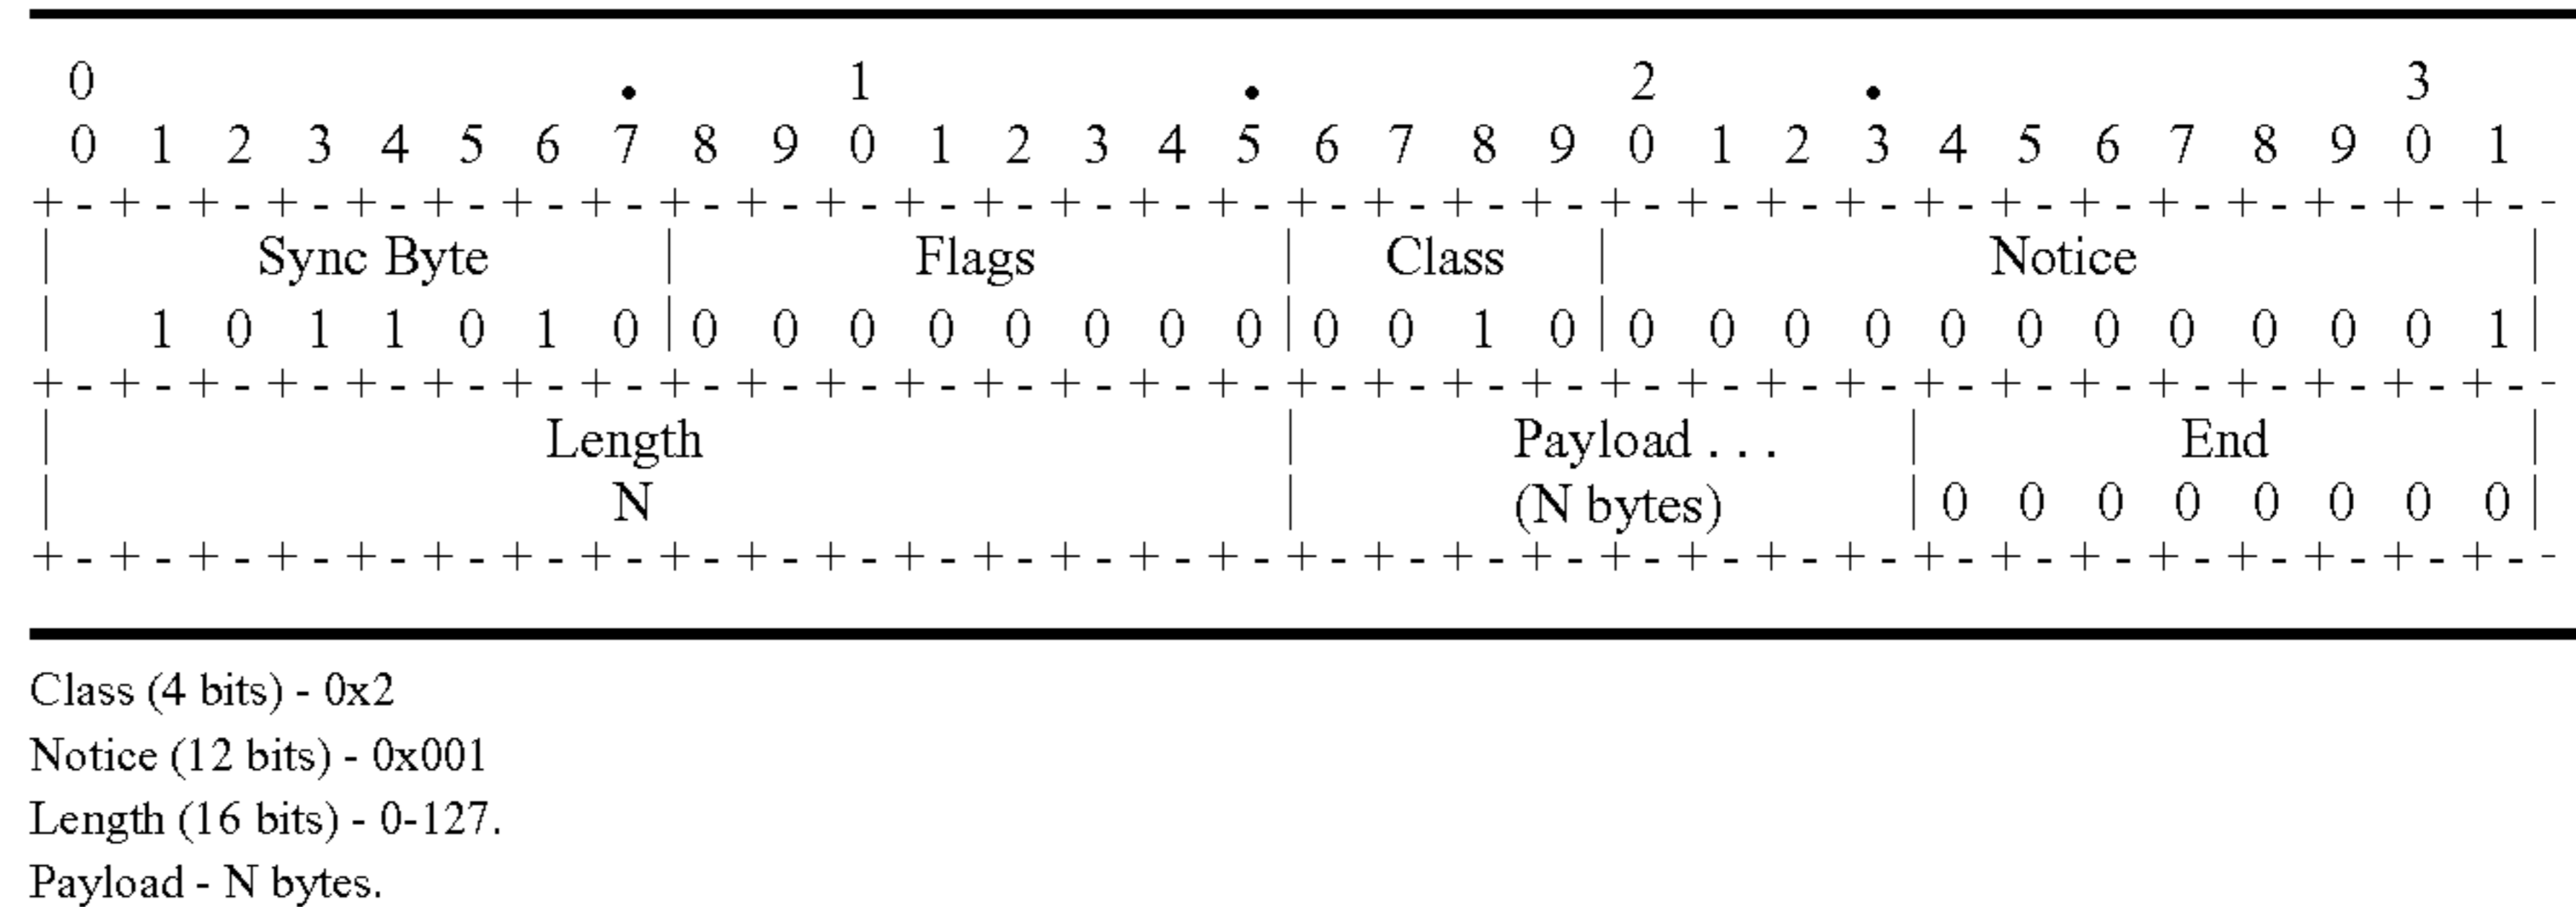 0 . 1 . 2 . 3
0 1 2 3 4 5 6 7 8 9 0 1 2 3 4 5 6 7 8 9 0 1 2 3 4 5 6 7 8 9 0 1
+-+-+-+-+-+-+-+-+-+-+-+-+-+-+-+-+-+-+-+-+-+-+-+-+-+-+-+-+-+-+-+--
| Sync Byte | Flags | Class | Notice |
| 1 0 1 1 0 1 0 | 0 0 0 0 0 0 0 0 | 0 0 1 0 | 0 0 0 0 0 0 0 0 0 0 0 1 |
+-+-+-+-+-+-+-+-+-+-+-+-+-+-+-+-+-+-+-+-+-+-+-+-+-+-+-+-+-+-+-+--
| Length | Payload . . . | End |
| N | (N bytes) | 0 0 0 0 0 0 0 0 |
+-+-+-+-+-+-+-+-+-+-+-+-+-+-+-+-+-+-+-+-+-+-+-+-+-+-+-+-+-+-+-+--
Class (4 bits) - 0x2
Notice (12 bits) - 0x001
Length (16 bits) - 0-127.
Payload - N bytes.